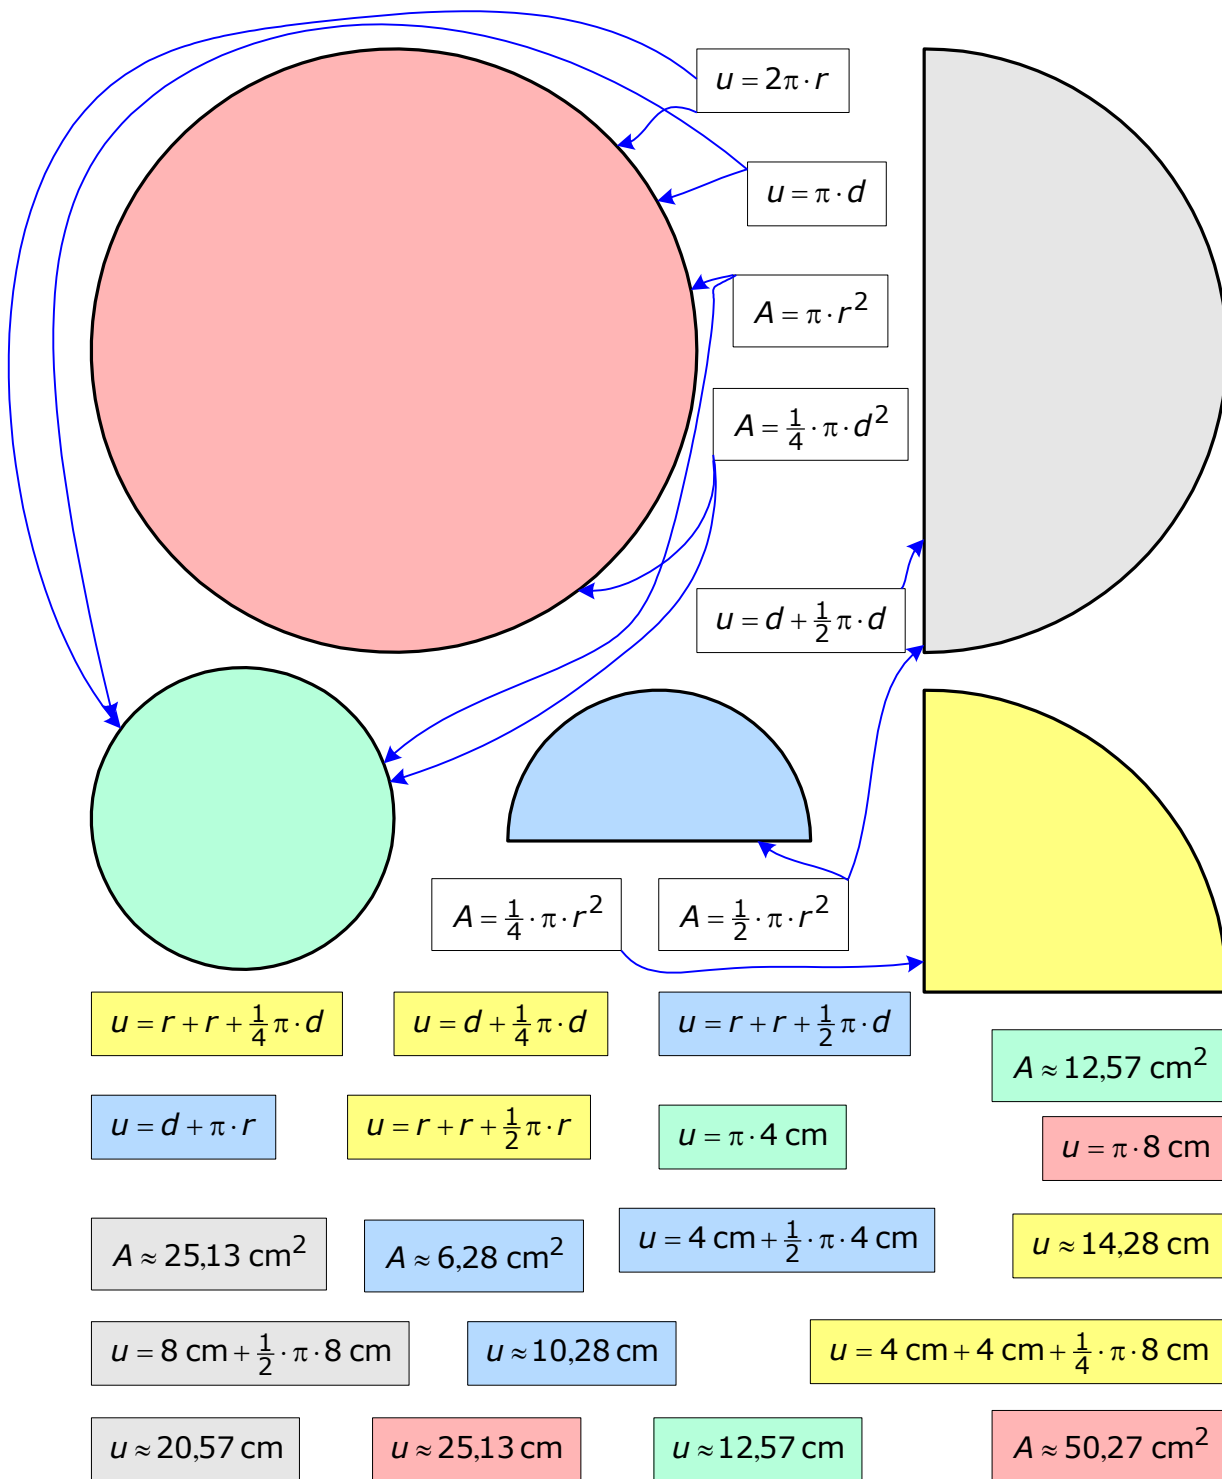 u = 2π · r
u = π · d
A = π · r²
A = 1/4 · π · d²
u = d + 1/2 π · d
A = 1/4 · π · r²
A = 1/2 · π · r²
u = r + r + 1/4 π · d
u = d + 1/4 π · d
u = r + r + 1/2 π · d
A ≈ 12,57 cm²
u = d + π · r
u = r + r + 1/2 π · r
u = π · 4 cm
u = π · 8 cm
A ≈ 25,13 cm²
A ≈ 6,28 cm²
u = 4 cm + 1/2 · π · 4 cm
u ≈ 14,28 cm
u = 8 cm + 1/2 · π · 8 cm
u ≈ 10,28 cm
u = 4 cm + 4 cm + 1/4 · π · 8 cm
u ≈ 20,57 cm
u ≈ 25,13 cm
u ≈ 12,57 cm
A ≈ 50,27 cm²